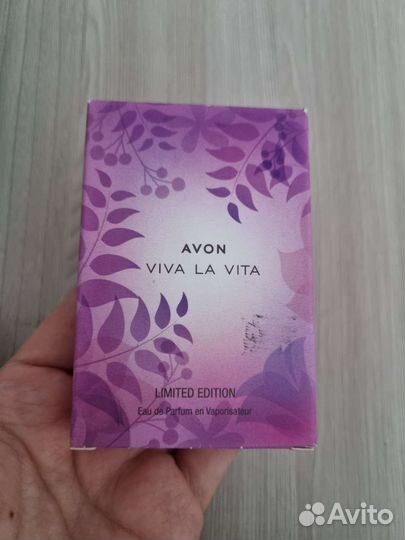 AVON
VIVA LA VITA
LIMITED EDITION
Eau de Parfum en Vaporisateur
Avito